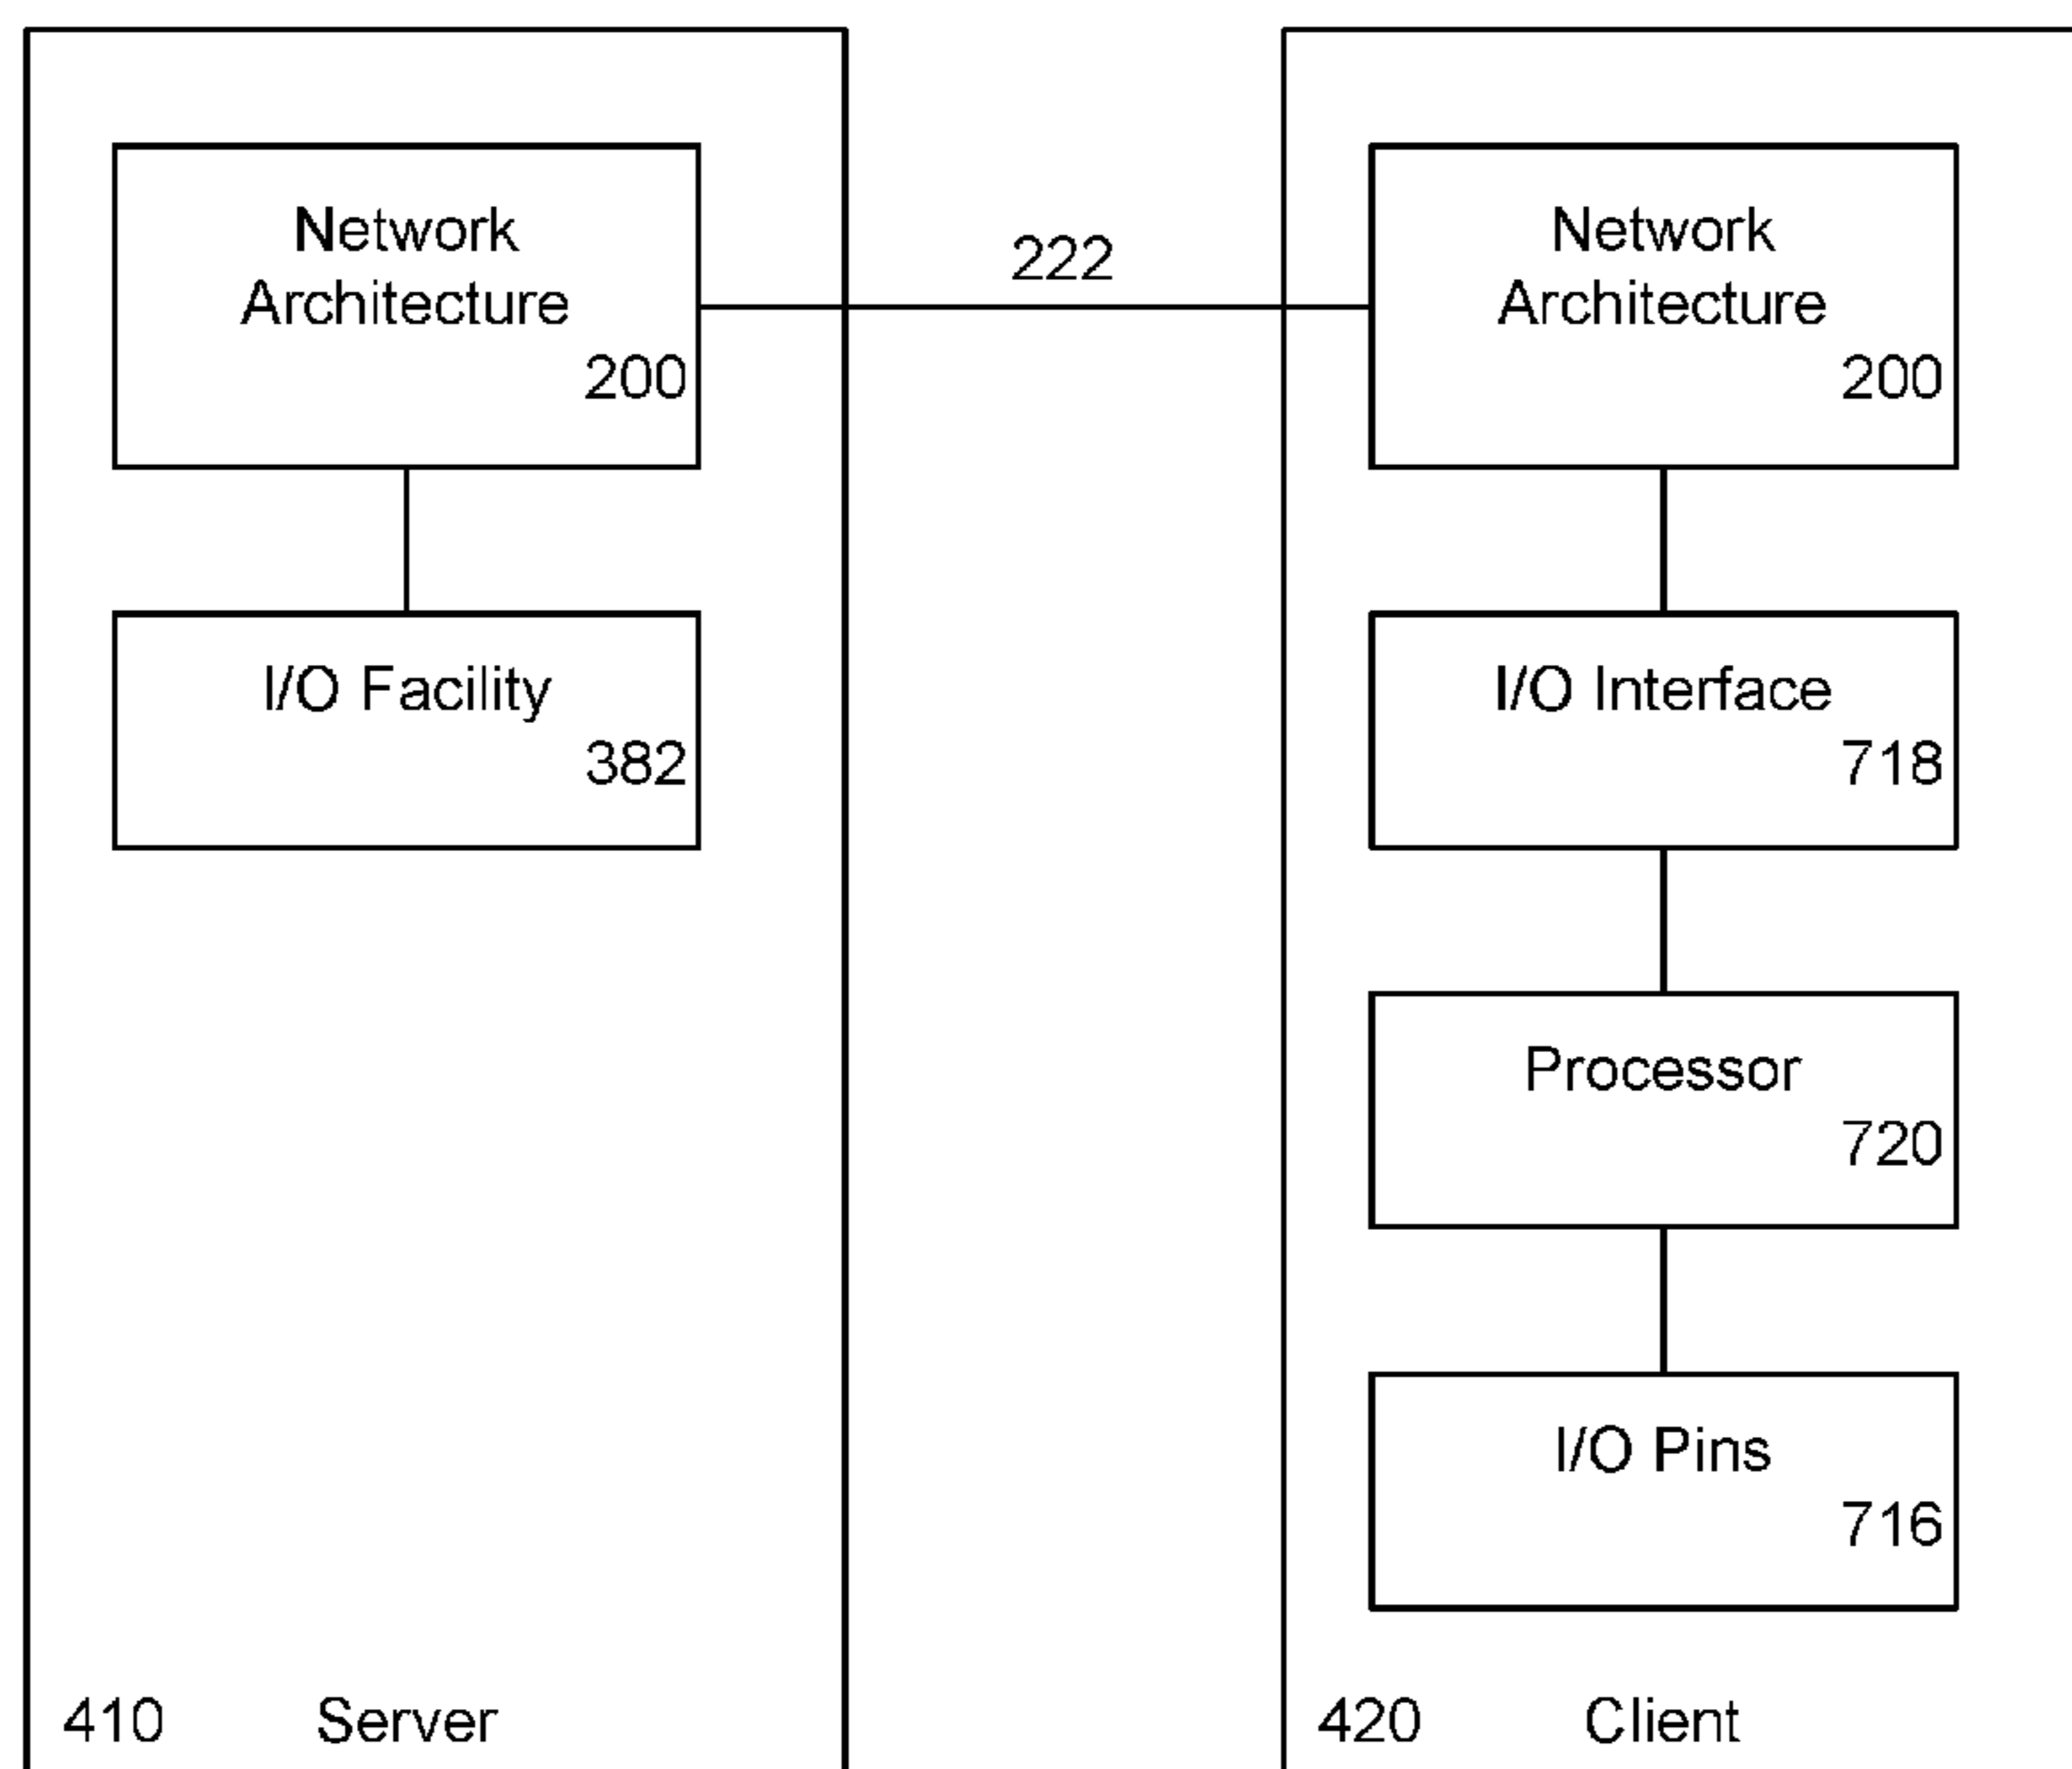 Network
Architecture
200
I/O Facility
382
410 Server
222
Network
Architecture
200
I/O Interface
718
Processor
720
I/O Pins
716
420 Client